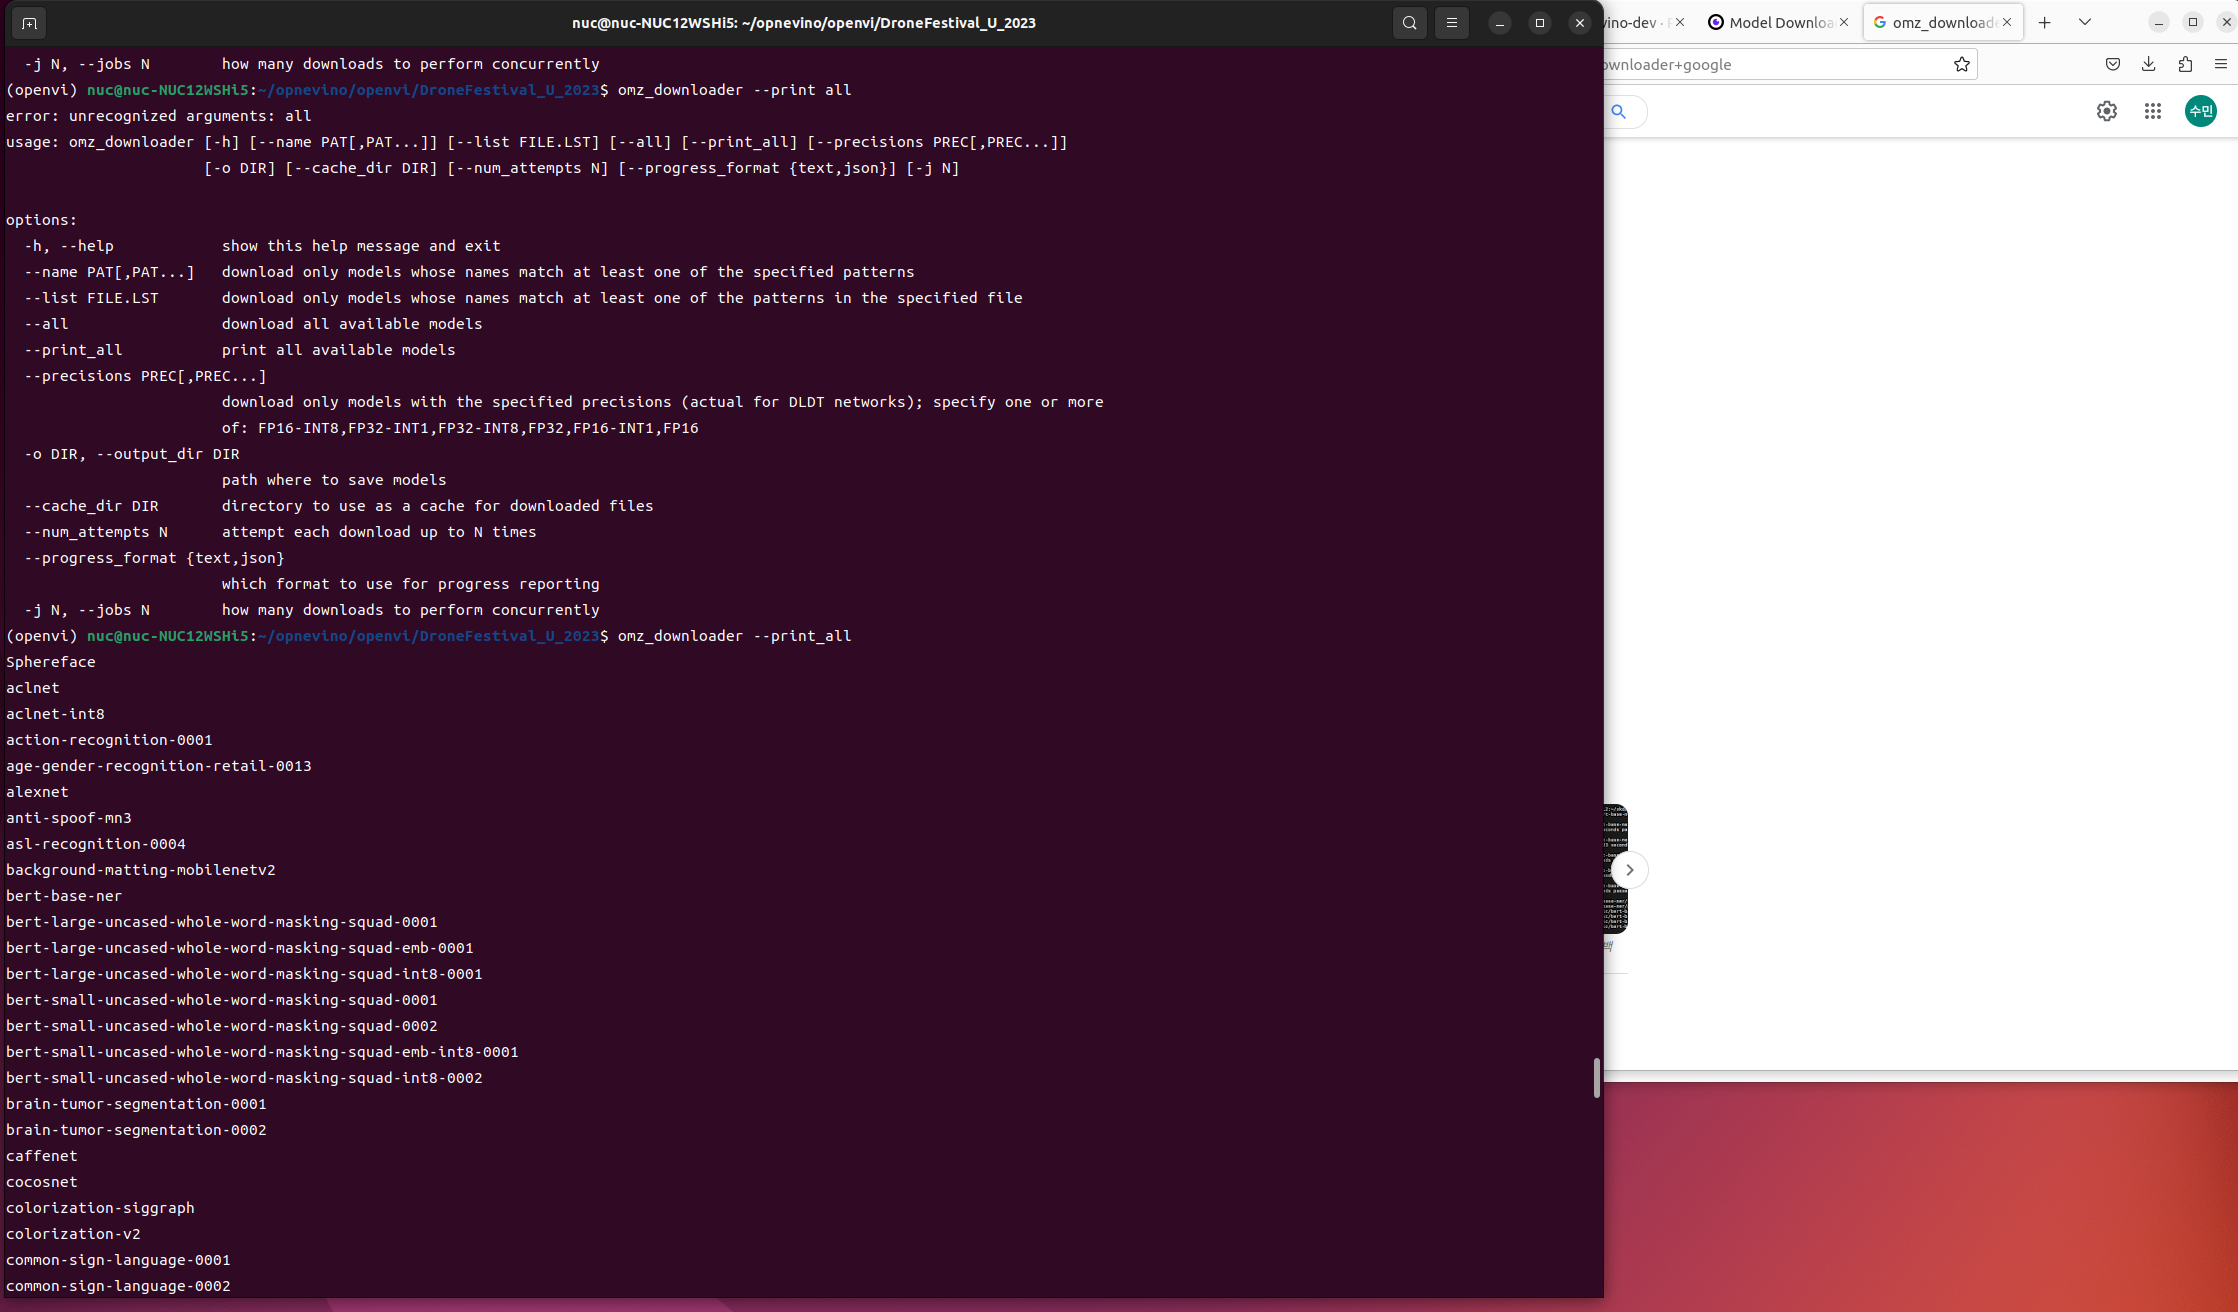 nuc@nuc-NUC12WSHi5: ~/opnevino/openvi/DroneFestival_U_2023
  -j N, --jobs N        how many downloads to perform concurrently
(openvi) nuc@nuc-NUC12WSHi5:~/opnevino/openvi/DroneFestival_U_2023$ omz_downloader --print all
error: unrecognized arguments: all
usage: omz_downloader [-h] [--name PAT[,PAT...]] [--list FILE.LST] [--all] [--print_all] [--precisions PREC[,PREC...]]
                      [-o DIR] [--cache_dir DIR] [--num_attempts N] [--progress_format {text,json}] [-j N]
options:
  -h, --help            show this help message and exit
  --name PAT[,PAT...]   download only models whose names match at least one of the specified patterns
  --list FILE.LST       download only models whose names match at least one of the patterns in the specified file
  --all                 download all available models
  --print_all           print all available models
  --precisions PREC[,PREC...]
                        download only models with the specified precisions (actual for DLDT networks); specify one or more
                        of: FP16-INT8,FP32-INT1,FP32-INT8,FP32,FP16-INT1,FP16
  -o DIR, --output_dir DIR
                        path where to save models
  --cache_dir DIR       directory to use as a cache for downloaded files
  --num_attempts N      attempt each download up to N times
  --progress_format {text,json}
                        which format to use for progress reporting
  -j N, --jobs N        how many downloads to perform concurrently
(openvi) nuc@nuc-NUC12WSHi5:~/opnevino/openvi/DroneFestival_U_2023$ omz_downloader --print_all
Sphereface
aclnet
aclnet-int8
action-recognition-0001
age-gender-recognition-retail-0013
alexnet
anti-spoof-mn3
asl-recognition-0004
background-matting-mobilenetv2
bert-base-ner
bert-large-uncased-whole-word-masking-squad-0001
bert-large-uncased-whole-word-masking-squad-emb-0001
bert-large-uncased-whole-word-masking-squad-int8-0001
bert-small-uncased-whole-word-masking-squad-0001
bert-small-uncased-whole-word-masking-squad-0002
bert-small-uncased-whole-word-masking-squad-emb-int8-0001
bert-small-uncased-whole-word-masking-squad-int8-0002
brain-tumor-segmentation-0001
brain-tumor-segmentation-0002
caffenet
cocosnet
colorization-siggraph
colorization-v2
common-sign-language-0001
common-sign-language-0002
vino-dev · Model Downloa omz_downloade
ownloader+google
수민
백